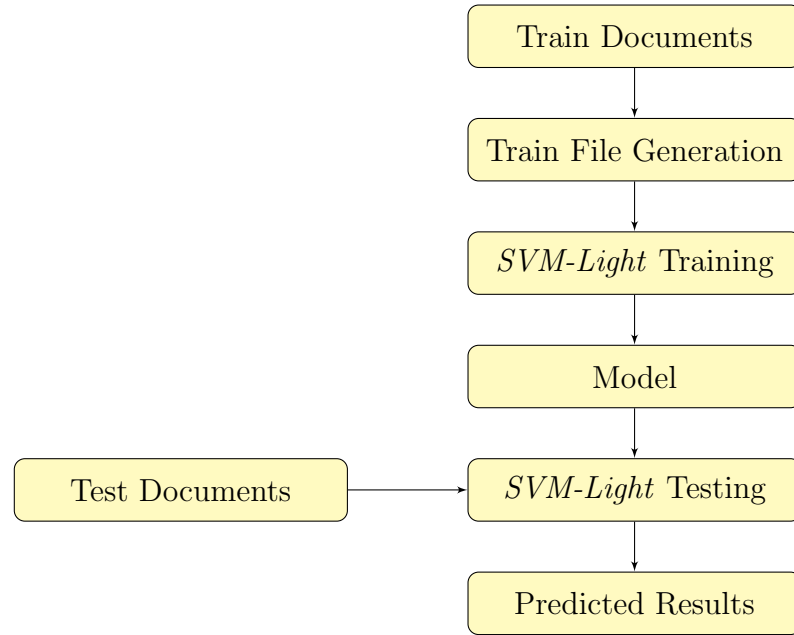 Train Documents
Train File Generation
SVM-Light Training
Model
Test Documents
SVM-Light Testing
Predicted Results